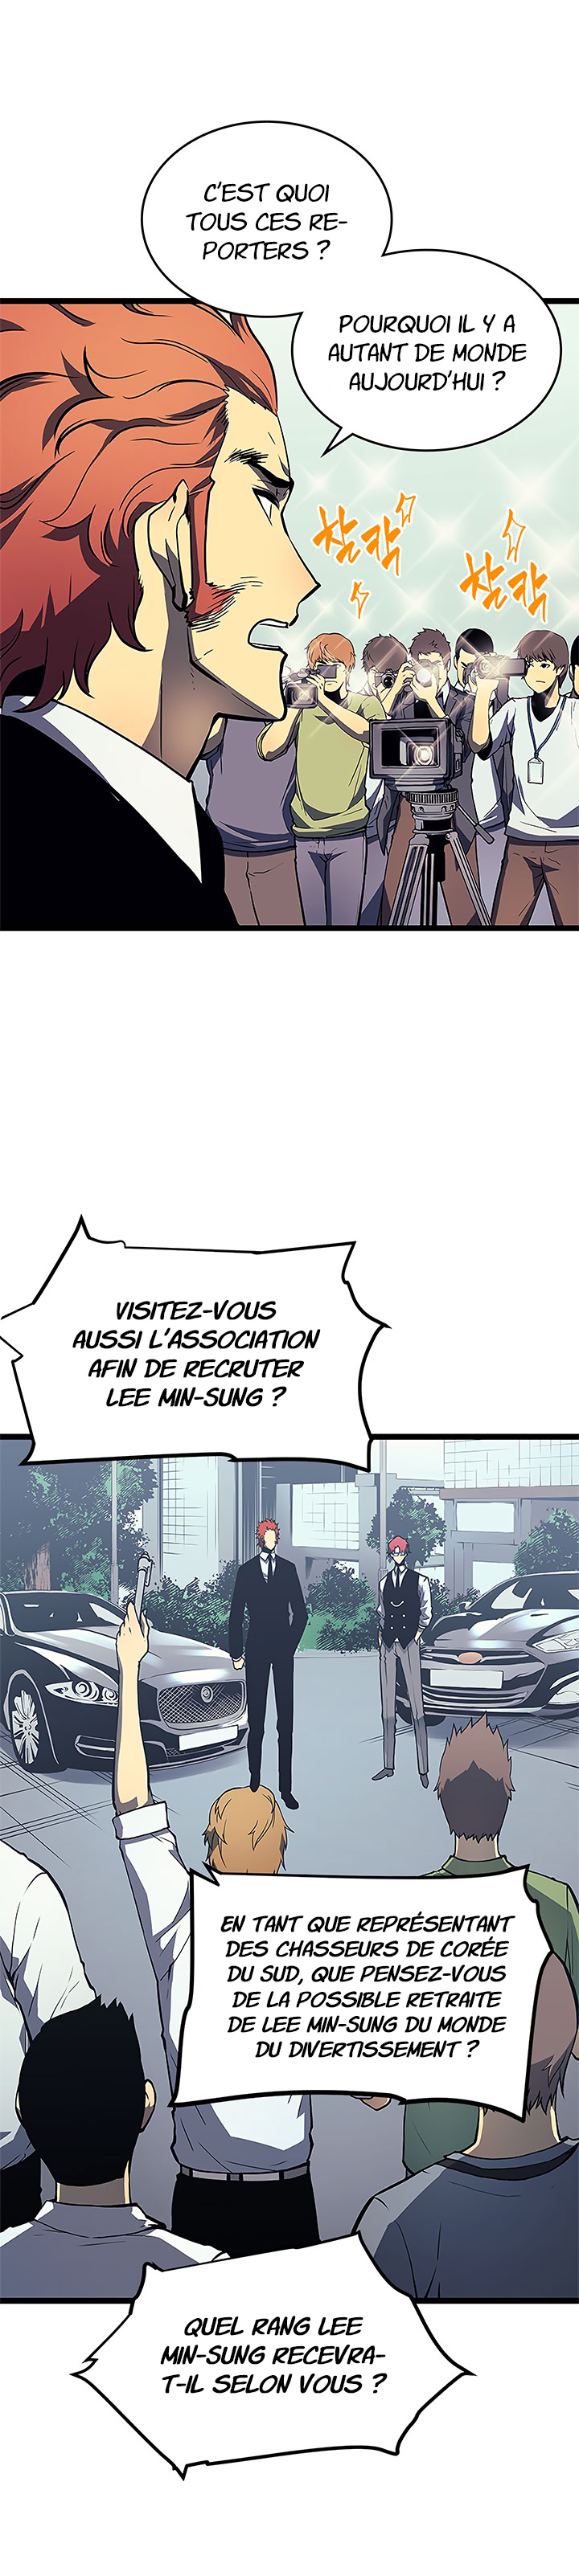 C'EST QUOI
TOUS CES RE-
PORTERS ?
POURQUOI IL Y A
AUTANT DE MONDE
AUJOURD'HUI ?
찰칵
찰칵
VISITEZ-VOUS
AUSSI L'ASSOCIATION
AFIN DE RECRUTER
LEE MIN-SUNG ?
EN TANT QUE REPRÉSENTANT
DES CHASSEURS DE CORÉE
DU SUD, QUE PENSEZ-VOUS
DE LA POSSIBLE RETRAITE
DE LEE MIN-SUNG DU MONDE
DU DIVERTISSEMENT ?
QUEL RANG LEE
MIN-SUNG RECEVRA-
T-IL SELON VOUS ?